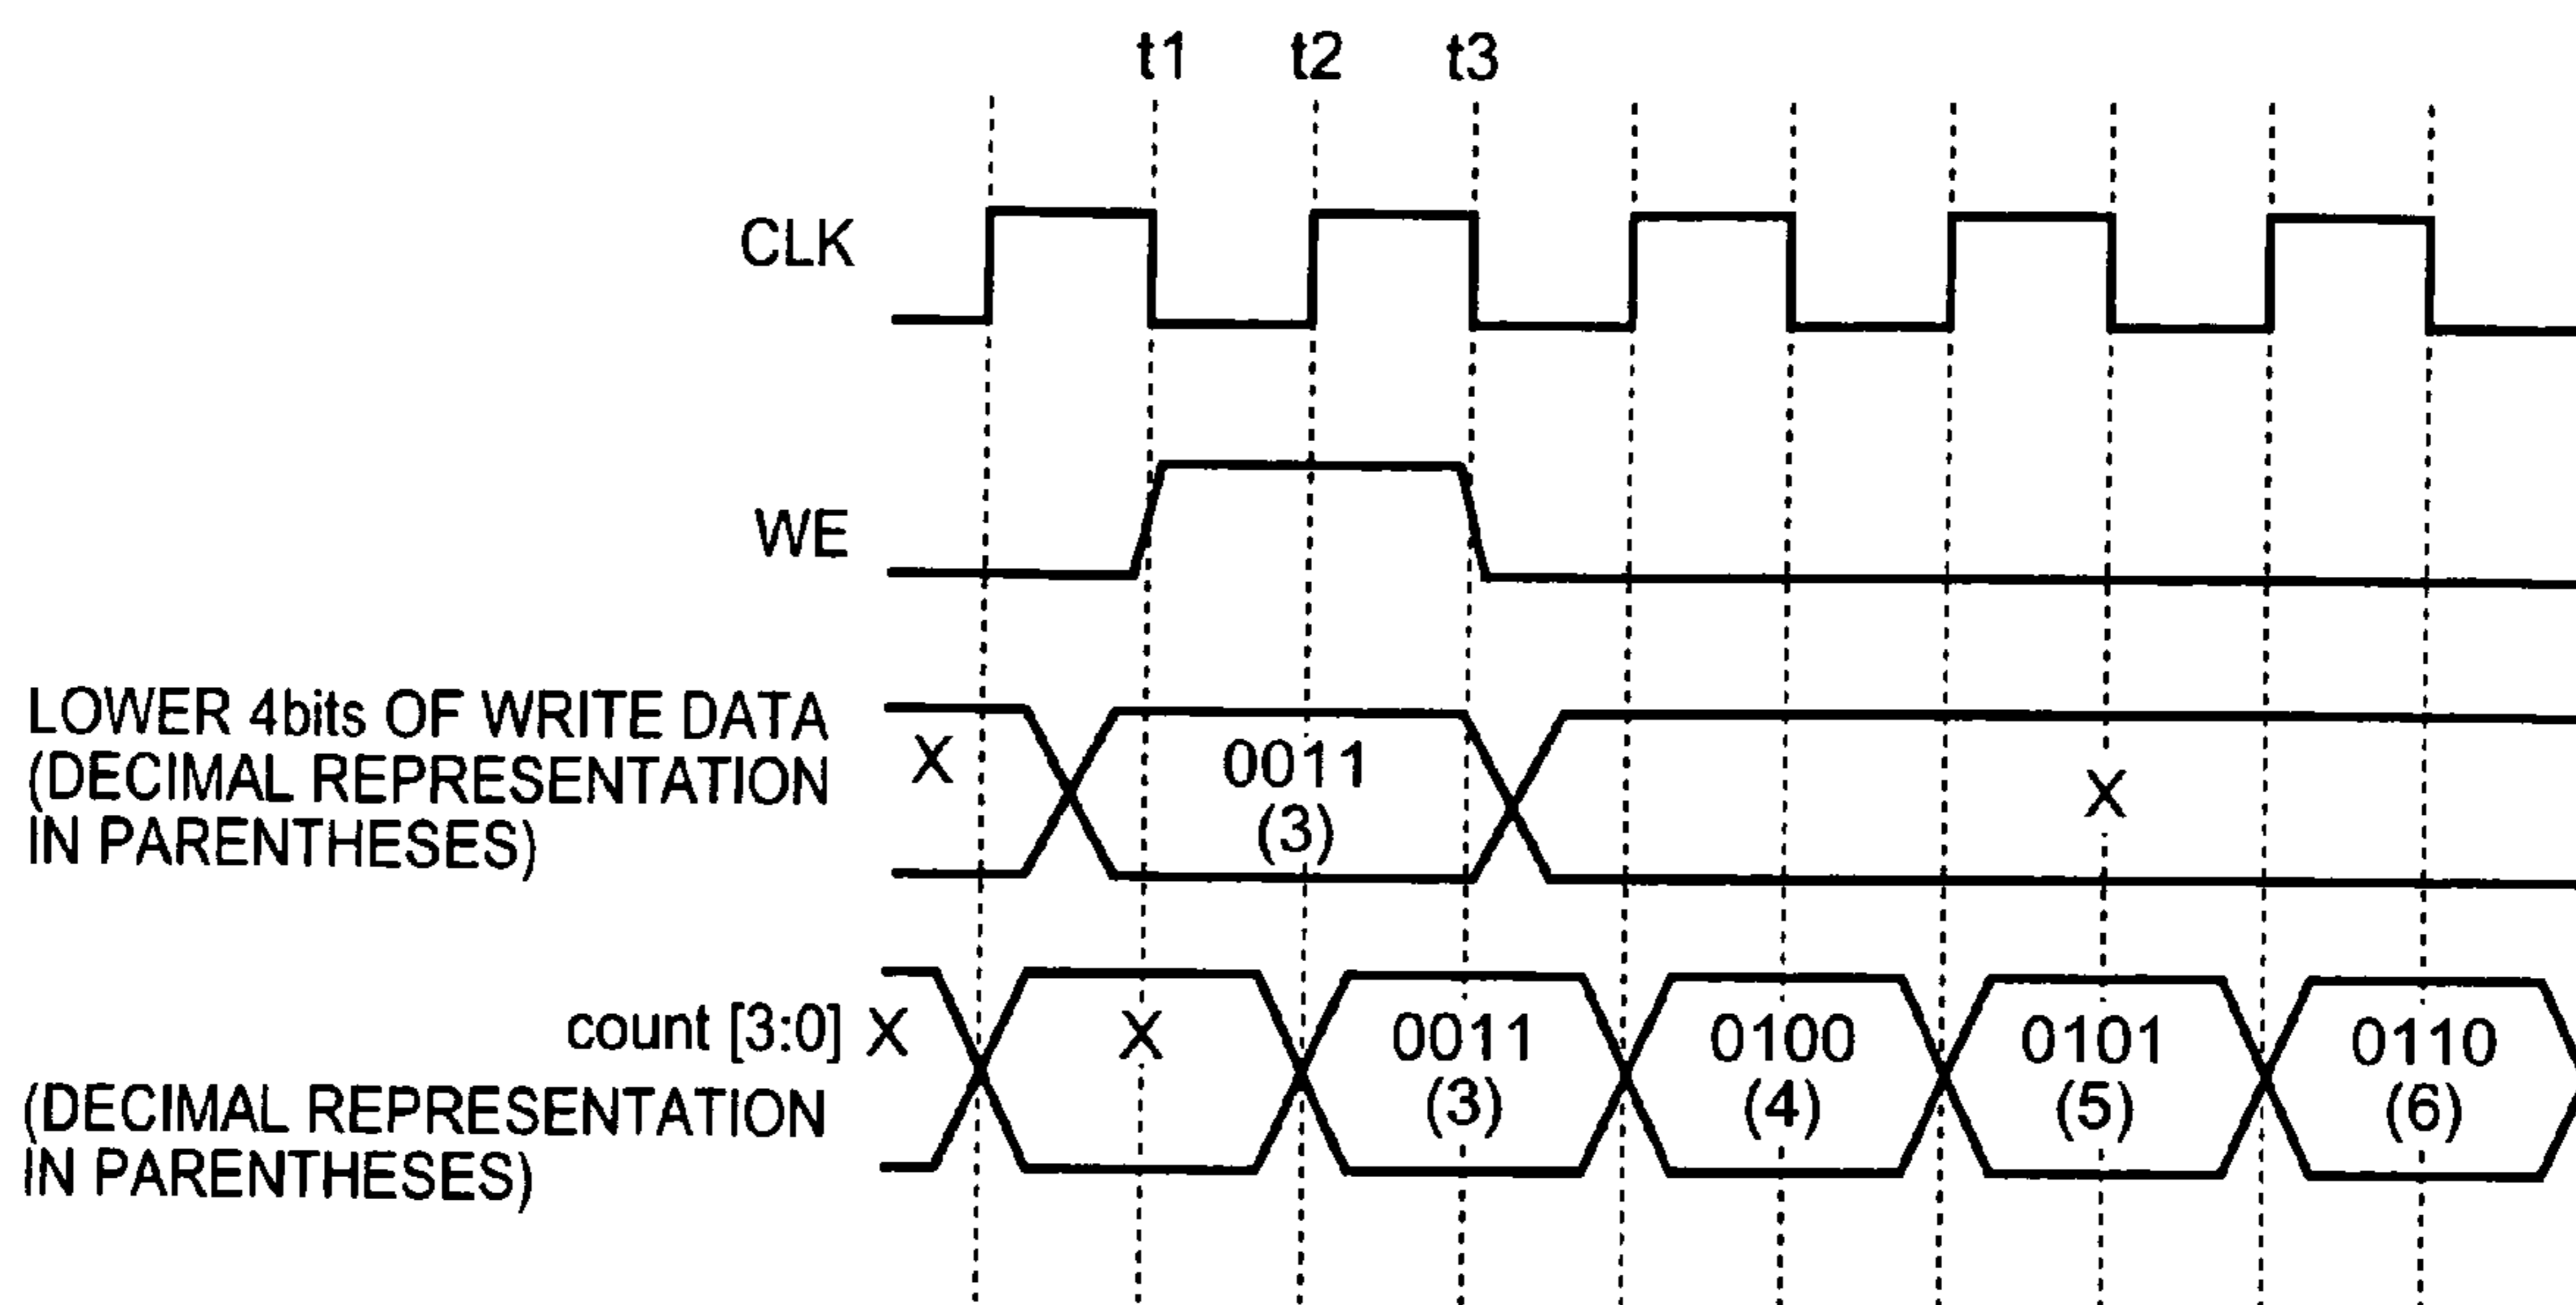 t1 t2 t3
CLK
WE
LOWER 4bits OF WRITE DATA
(DECIMAL REPRESENTATION
IN PARENTHESES)
X 0011 X
(3)
count [3:0] X X 0011 0100 0101 0110
(3) (4) (5) (6)
(DECIMAL REPRESENTATION
IN PARENTHESES)